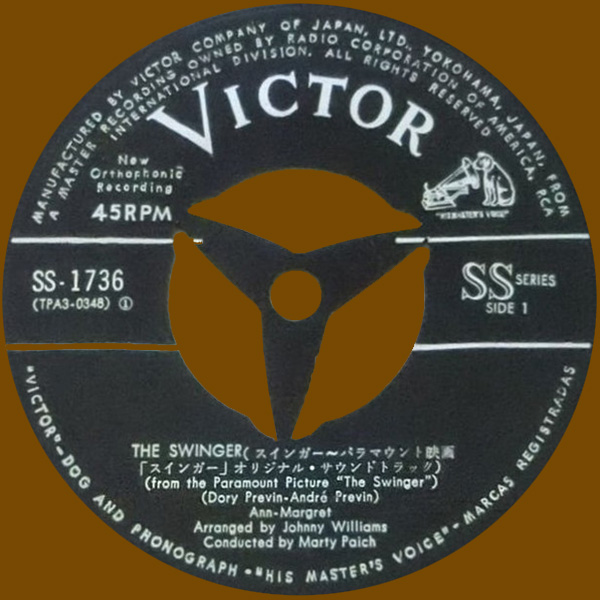 MANUFACTURED BY VICTOR COMPANY OF JAPAN, LTD., YOKOHAMA, JAPAN, FROM
A MASTER RECORDING OWNED BY RADIO CORPORATION OF AMERICA, RCA
INTERNATIONAL DIVISION. ALL RIGHTS RESERVED
VICTOR
New
Orthophonic
Recording
45RPM
"HIS MASTER'S VOICE"
SS-1736
(TPA3-0348) ①
SS SERIES
SIDE 1
THE SWINGER(スインガー〜パラマウント映画
「スインガー」オリジナル・サウンドトラック)
(from the Paramount Picture "The Swinger")
(Dory Previn-André Previn)
Ann-Margret
Arranged by Johnny Williams
Conducted by Marty Paich
"VICTOR"-DOG AND PHONOGRAPH-"HIS MASTER'S VOICE"-MARCAS REGISTRADAS